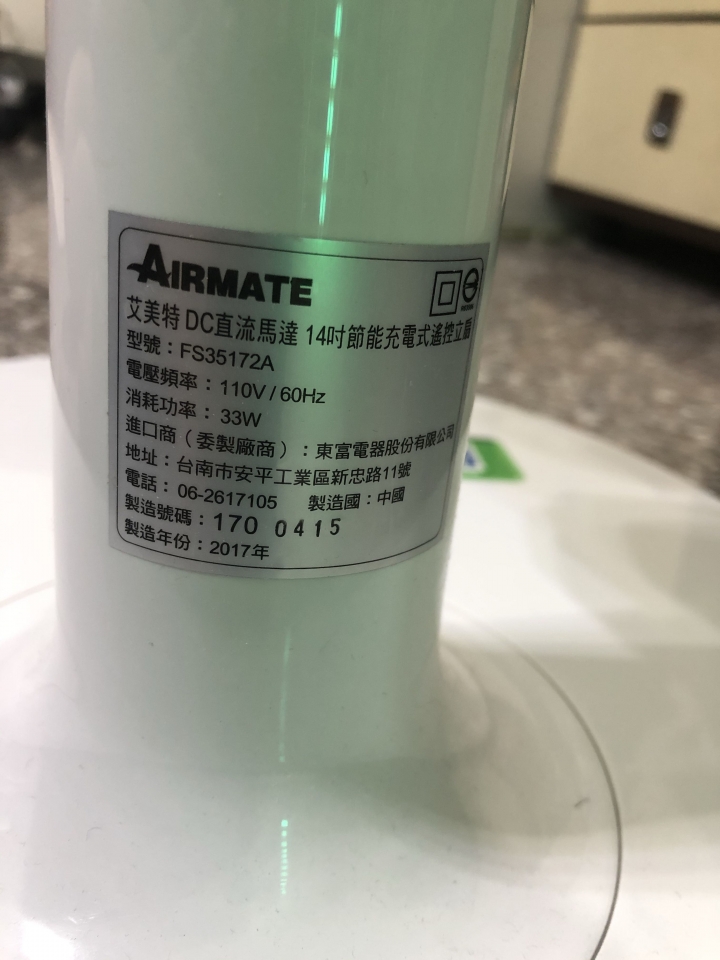 AIRMATE
艾美特 DC直流馬達 14吋節能充電式遙控立扇
型號：FS35172A
電壓頻率：110V / 60Hz
消耗功率：33W
進口商（委製廠商）：東富電器股份有限公司
地址：台南市安平工業區新忠路11號
電話：06-2617105 製造國：中國
製造號碼：170 0415
製造年份：2017年